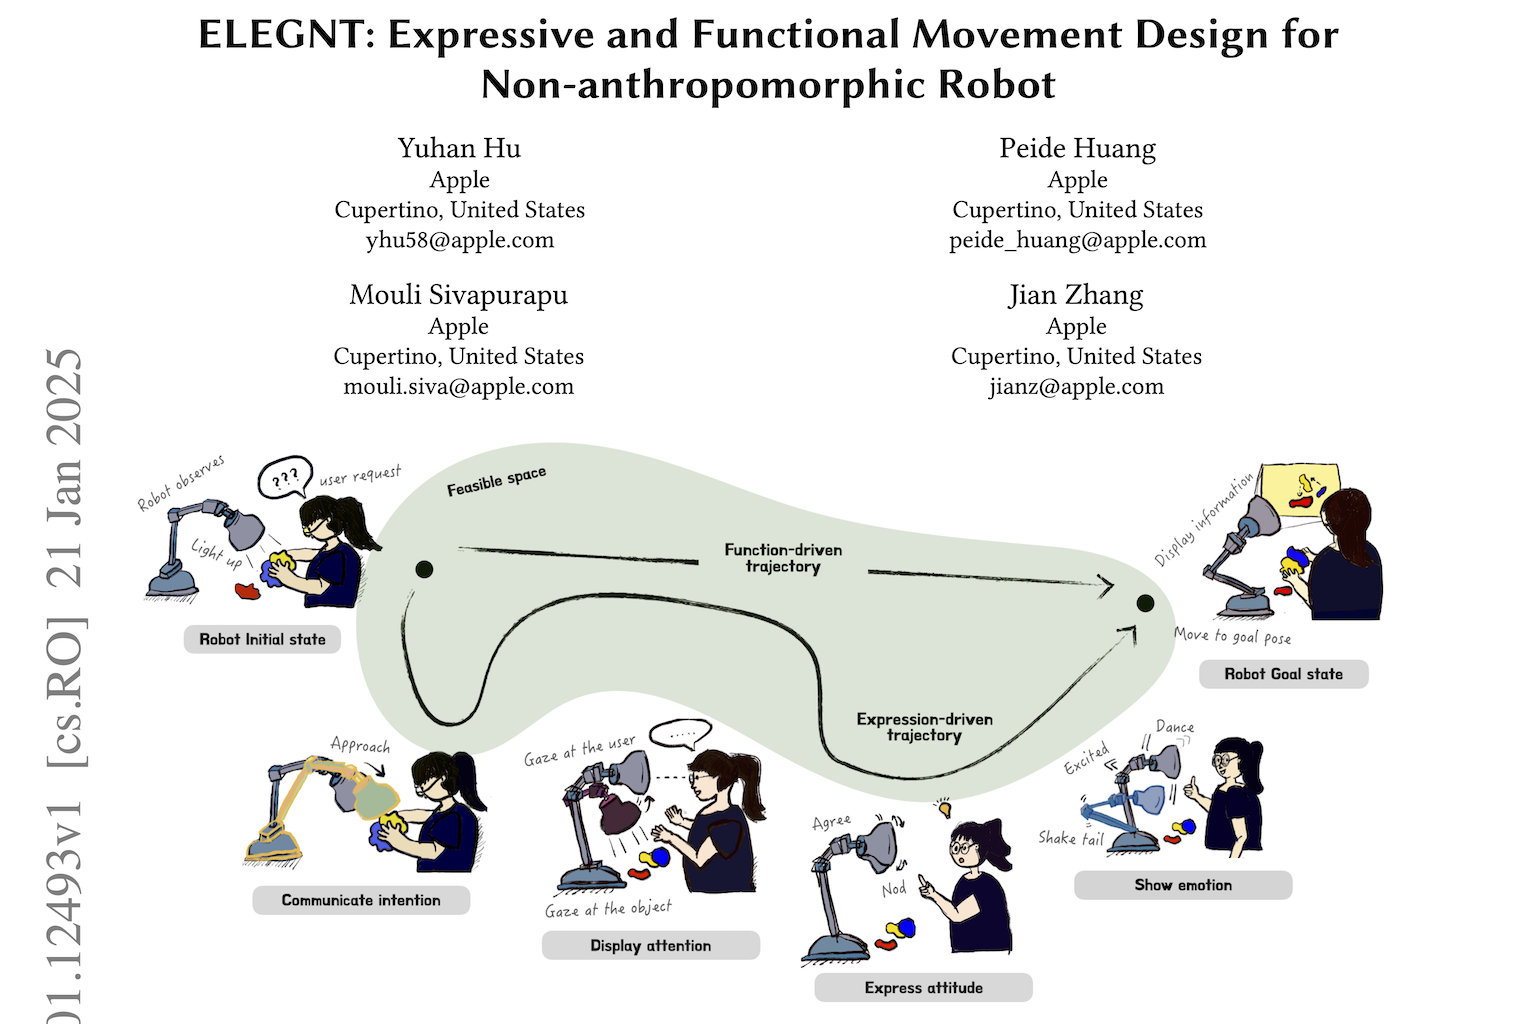 ELEGNT: Expressive and Functional Movement Design for
Non-anthropomorphic Robot
Yuhan Hu
Apple
Cupertino, United States
yhu58@apple.com
Peide Huang
Apple
Cupertino, United States
peide_huang@apple.com
Mouli Sivapurapu
Apple
Cupertino, United States
mouli.siva@apple.com
Jian Zhang
Apple
Cupertino, United States
jianz@apple.com
01.12493v1 [cs.RO] 21 Jan 2025
Robot observes
???
user request
Light up
Robot Initial state
Feasible space
Function-driven
trajectory
Expression-driven
trajectory
Display information
Move to goal pose
Robot Goal state
Approach
Communicate intention
Gaze at the user
.....
Gaze at the object
Display attention
Agree
Nod
Express attitude
Excited
Dance
Shake tail
Show emotion